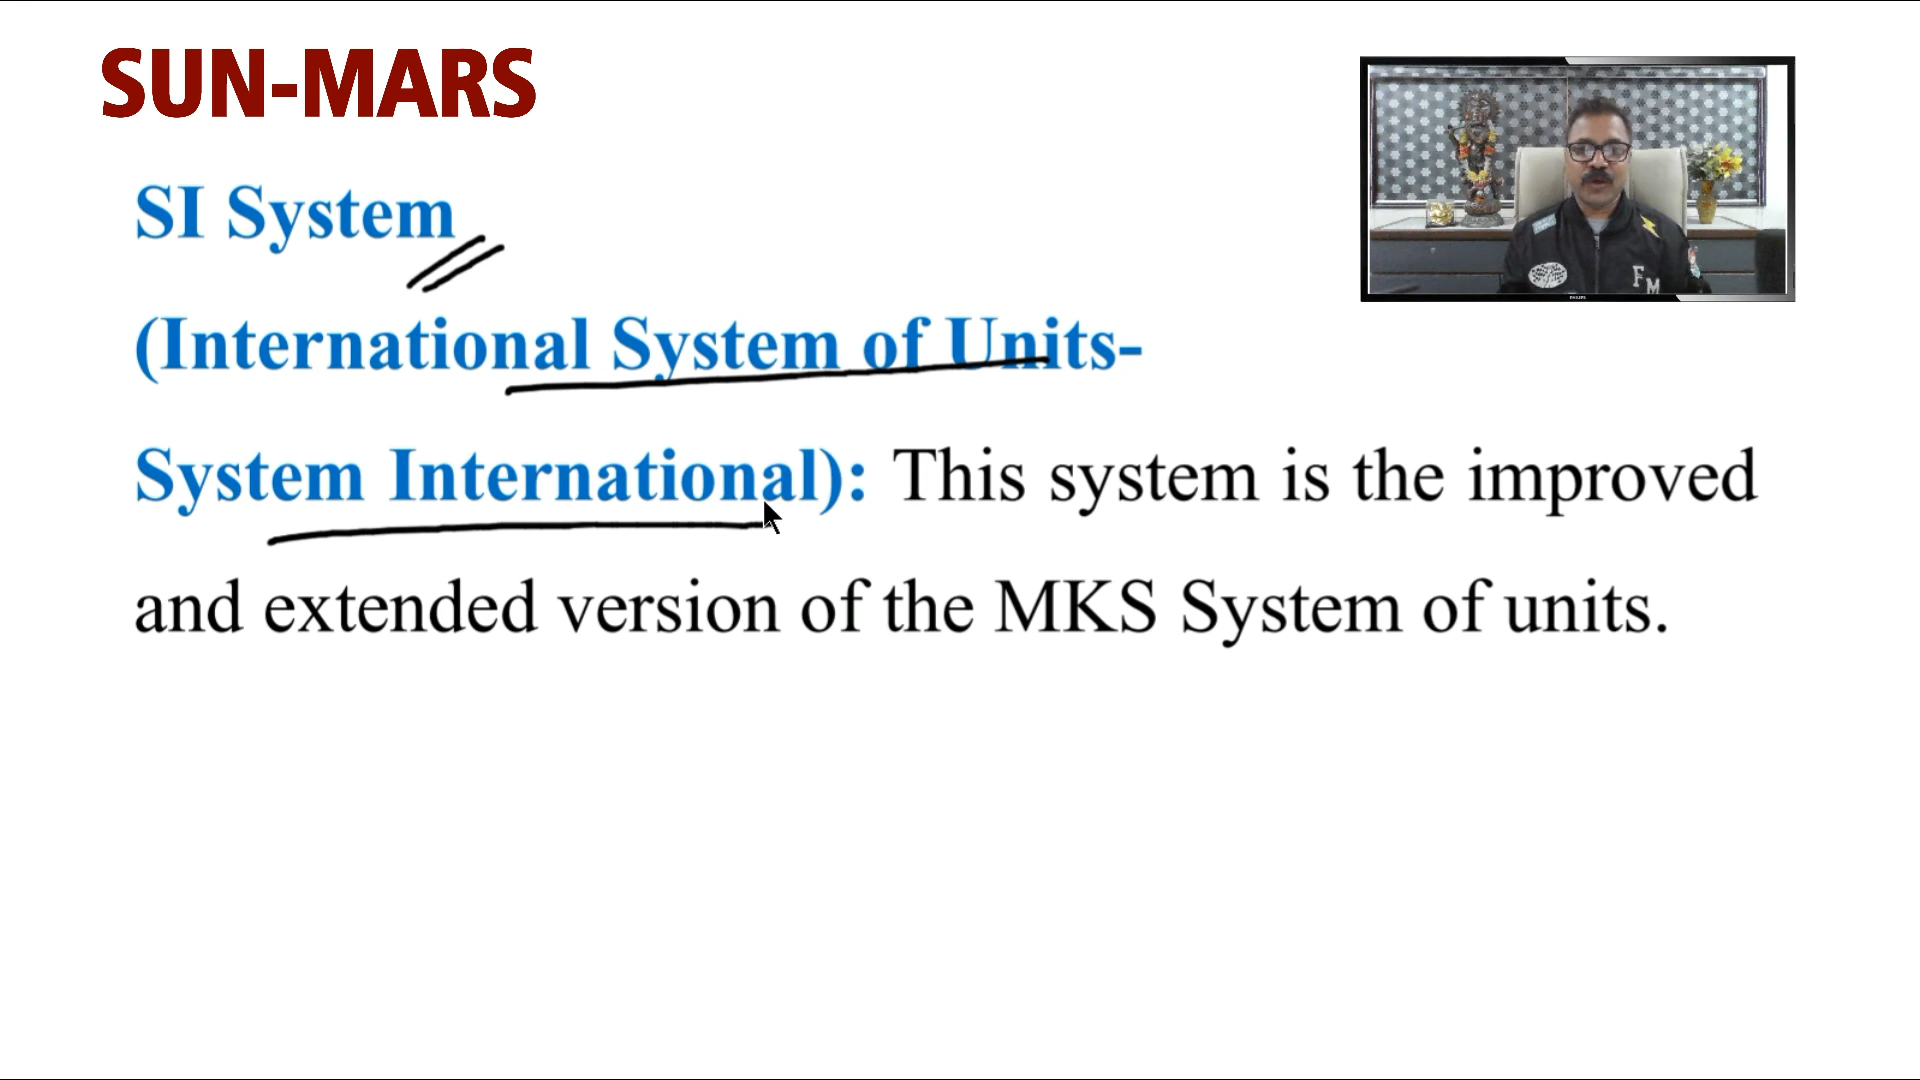 SUN-MARS
SI System
(International System of Units-
System International): This system is the improved
and extended version of the MKS System of units.
F M
PHILIPS